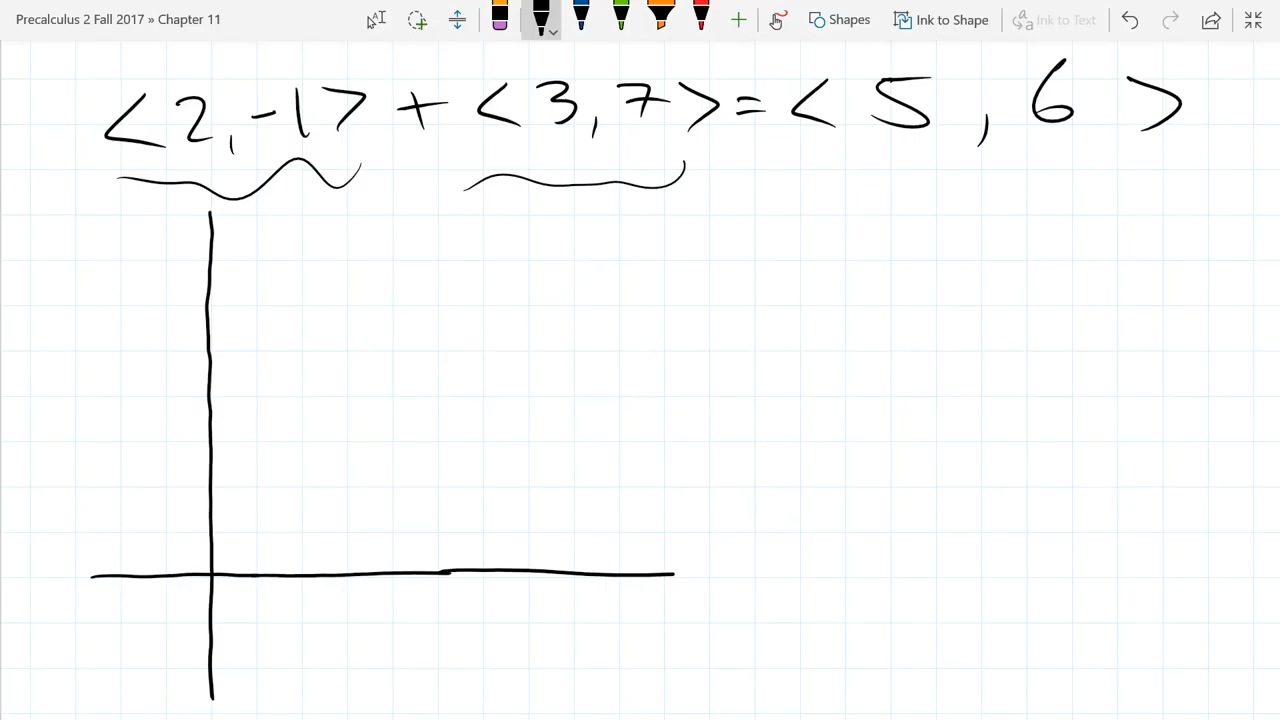 Precalculus 2 Fall 2017 » Chapter 11
Shapes
Ink to Shape
Ink to Text
<2,-1> + <3,7> = <5, 6>